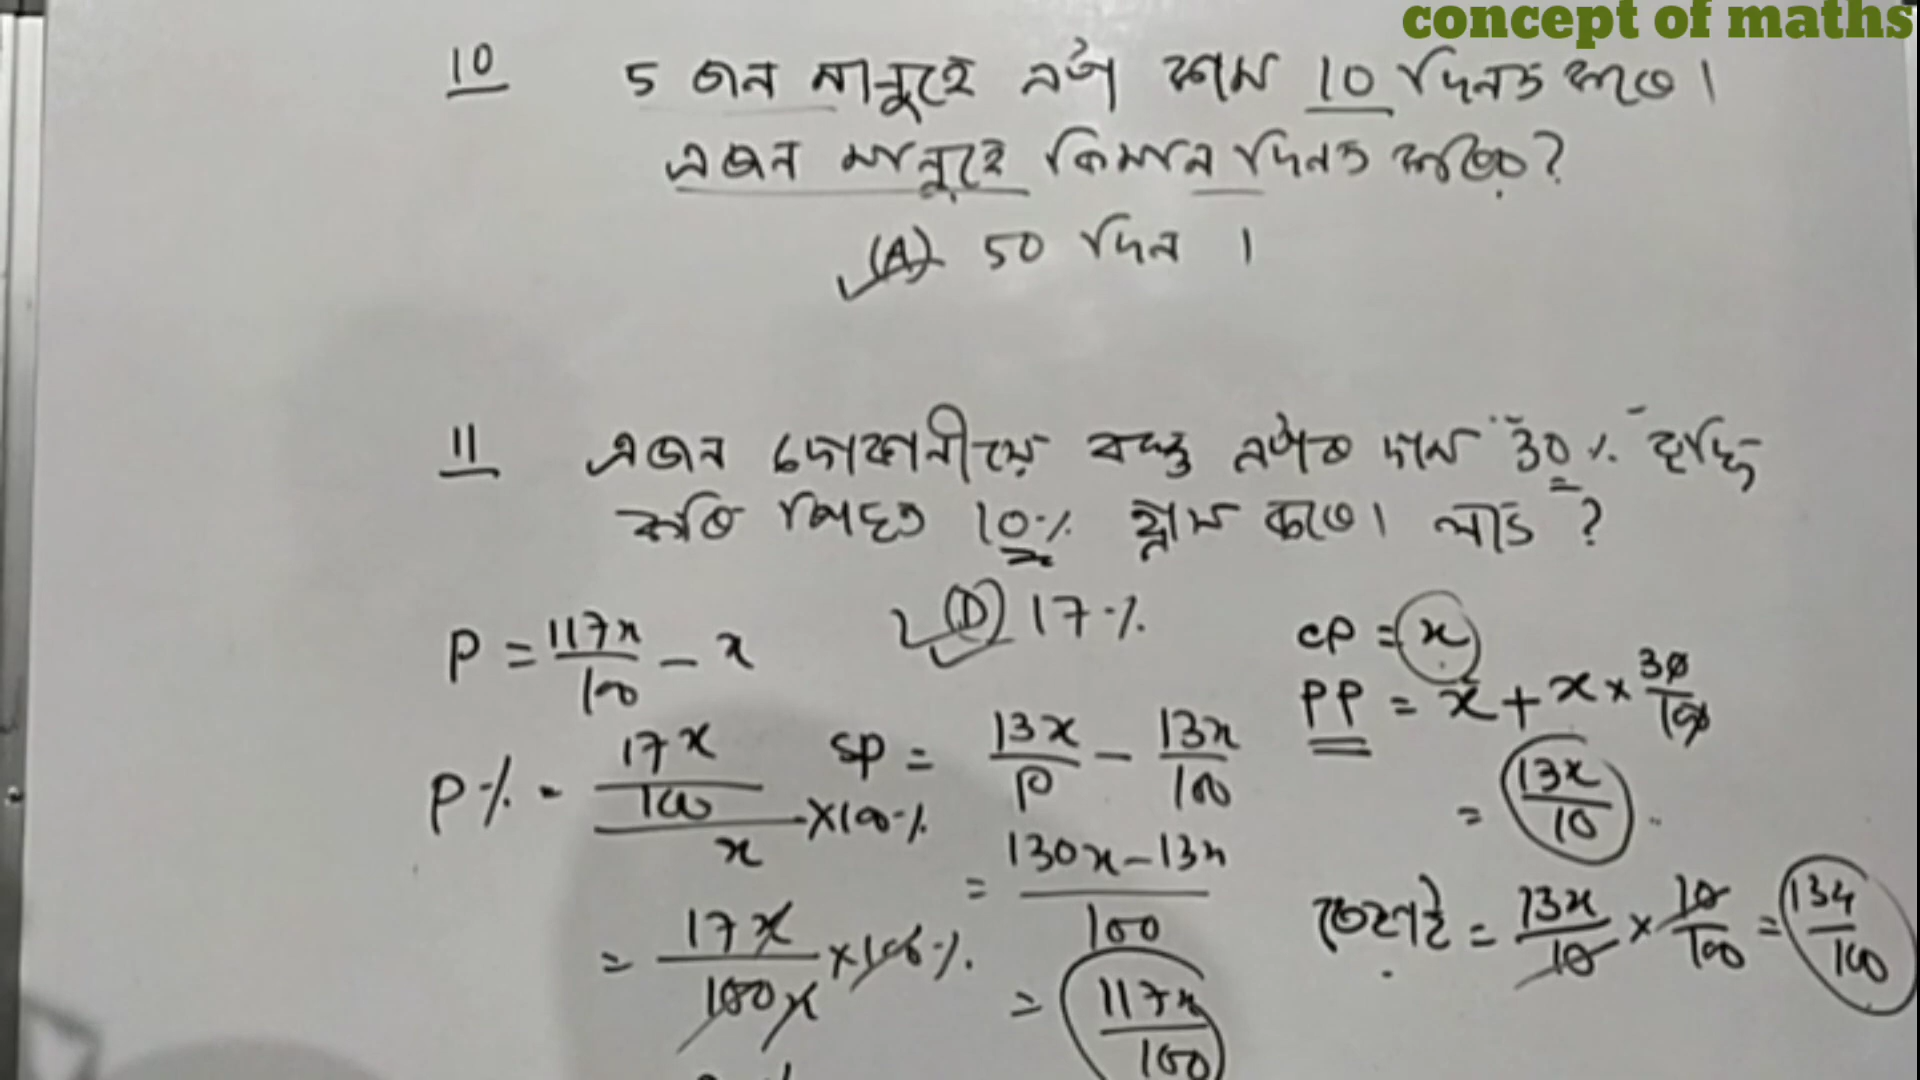 concept of maths
10 5 জন মানুহে এটা কাম 10 দিনত কৰে।
এজন মানুহে কিমান দিনত কৰিব?
(A) 50 দিন।
11 এজন দোকানীয়ে বস্তু এটাৰ দাম 30% বৃদ্ধি
কৰি পিছত 10% হ্ৰাস কৰে। লাভ ?
(D) 17%
P = 117x/100 - x
P% = 17x/100 / x ×100%
= 17x/100x ×100%
SP = 13x/10 - 13x/100
= 130x-13x / 100
= 117x/100
CP = x
PP = x + x × 30/100
= 13x/10
ৰেহাই = 13x/10 × 10/100 = 13x/100